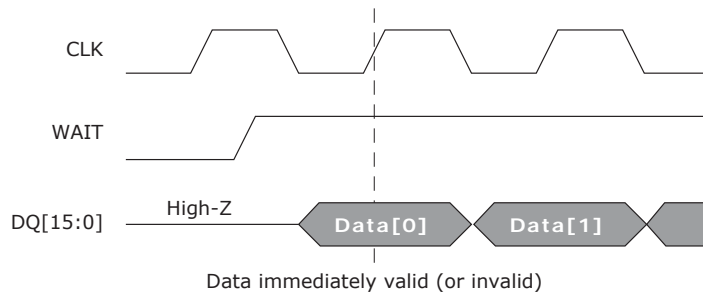 CLK
WAIT
High-Z
DQ[15:0]
Data[0] Data[1]
Data immediately valid (or invalid)